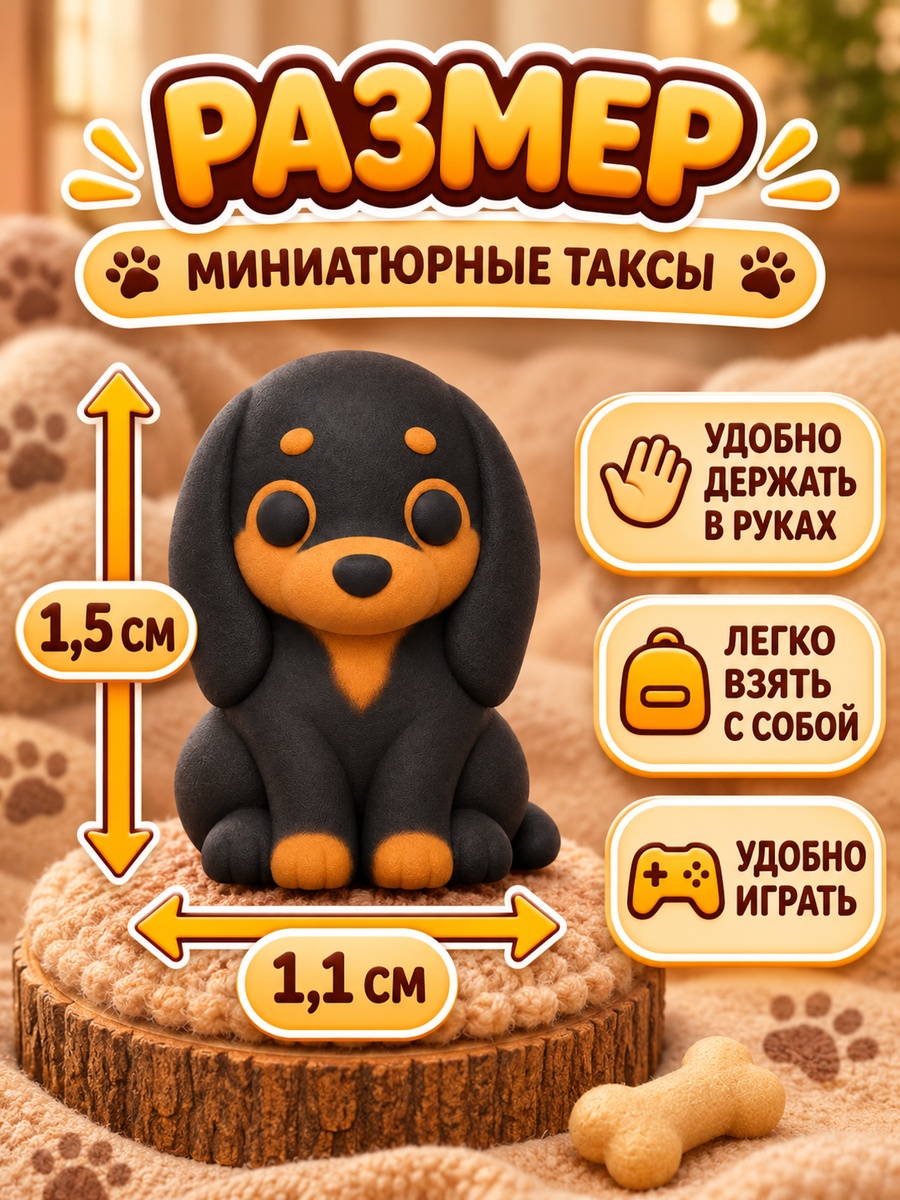 РАЗМЕР
МИНИАТЮРНЫЕ ТАКСЫ
УДОБНО
ДЕРЖАТЬ
В РУКАХ
1,5 СМ
ЛЕГКО
ВЗЯТЬ
С СОБОЙ
УДОБНО
ИГРАТЬ
1,1 СМ